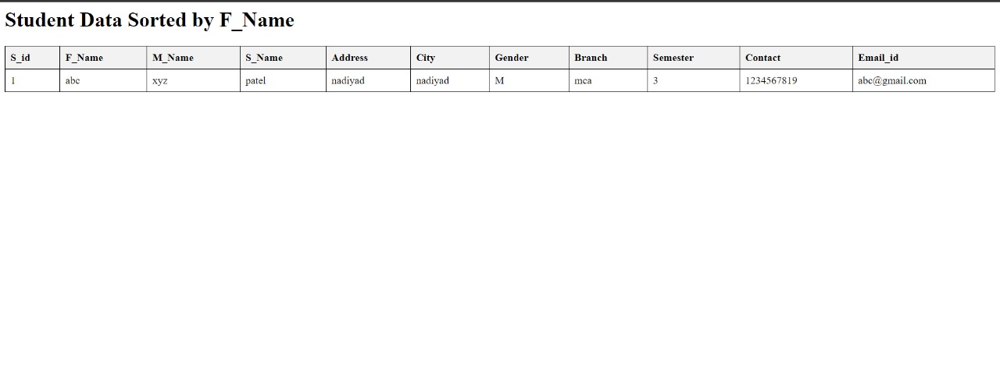 Student Data Sorted by F_Name
S_id F_Name M_Name S_Name Address City Gender Branch Semester Contact Email_id
1 abc xyz patel nadiyad nadiyad M mca 3 1234567819 abc@gmail.com